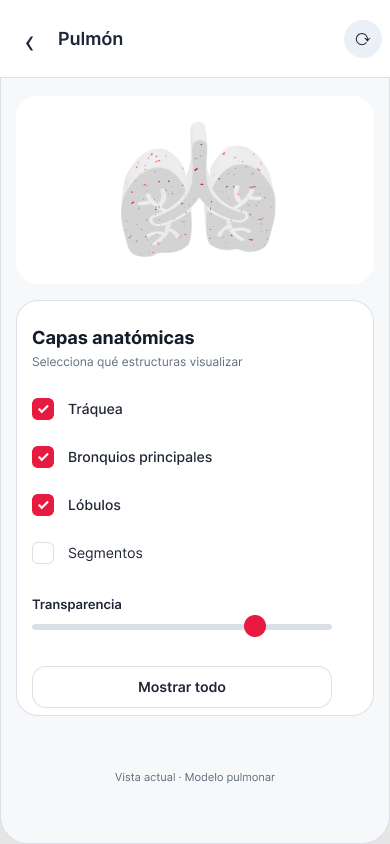 Pulmón
Capas anatómicas
Selecciona qué estructuras visualizar
Tráquea
Bronquios principales
Lóbulos
Segmentos
Transparencia
Mostrar todo
Vista actual · Modelo pulmonar